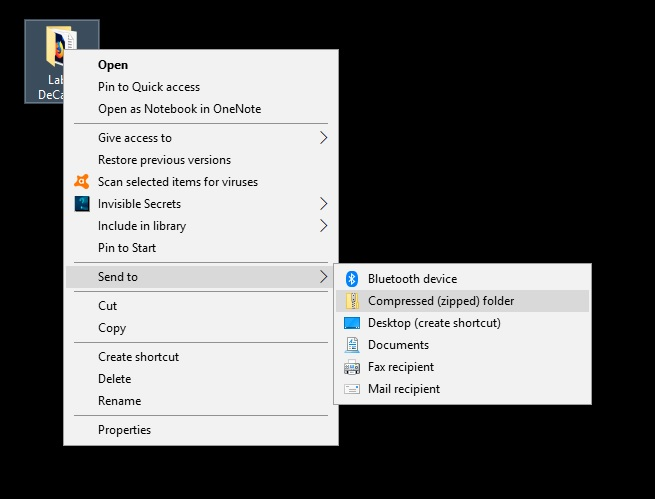 Open
Pin to Quick access
Open as Notebook in OneNote
Give access to
Restore previous versions
Scan selected items for viruses
Invisible Secrets
Include in library
Pin to Start
Send to
Cut
Copy
Create shortcut
Delete
Rename
Properties
Bluetooth device
Compressed (zipped) folder
Desktop (create shortcut)
Documents
Fax recipient
Mail recipient